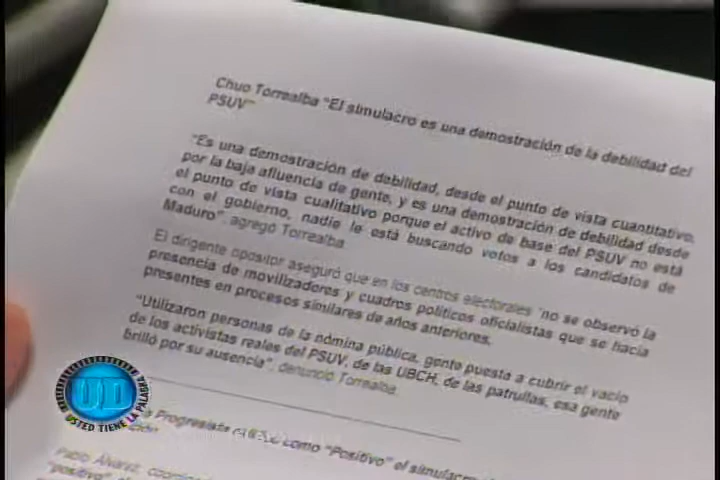 Chuo Torrealba "El simulacro es una demostración de la debilidad del
PSUV"
"Es una demostración de debilidad, desde el punto de vista cuantitativo,
por la baja afluencia de gente, y es una demostración de debilidad desde
el punto de vista cualitativo porque el activo de base del PSUV no está
con el gobierno, nadie le está buscando votos a los candidatos de
Maduro", agregó Torrealba.
El dirigente opositor aseguró que en los centros electorales "no se observó la
presencia de movilizadores y cuadros políticos oficialistas que se hacía
presentes en procesos similares de años anteriores.
"Utilizaron personas de la nómina pública, gente puesta a cubrir el vacío
de los activistas reales del PSUV, de las UBCH, de las patrullas, esa gente
brilló por su ausencia", denunció Torrealba.
Progresista como "Positivo" el simulacro
Pablo Álvarez,
"positivo"
UD
USTED TIENE LA PALABRA